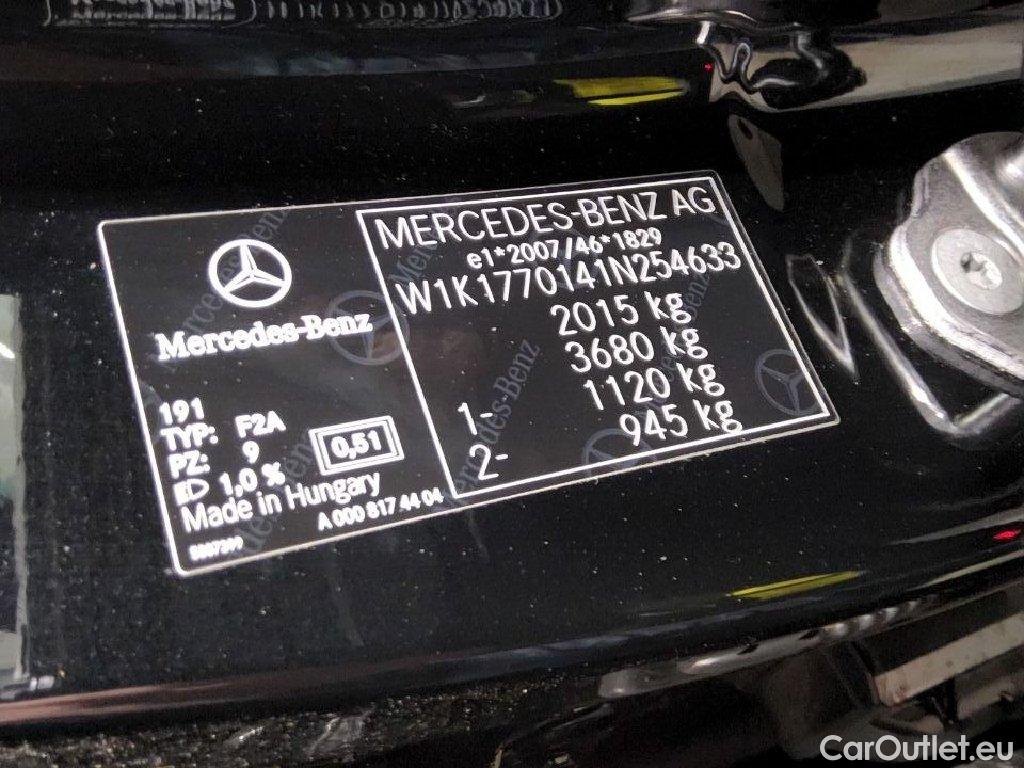 Mercedes-Benz
191
TYP: F2A
PZ: 9
1,0 %
0,51
Made in Hungary
A 000 817 44 04
MERCEDES-BENZ AG
e1*2007/46*1829
W1K1770141N254633
2015 kg
3680 kg
1- 1120 kg
2- 945 kg
Mercedes-Benz
CarOutlet.eu